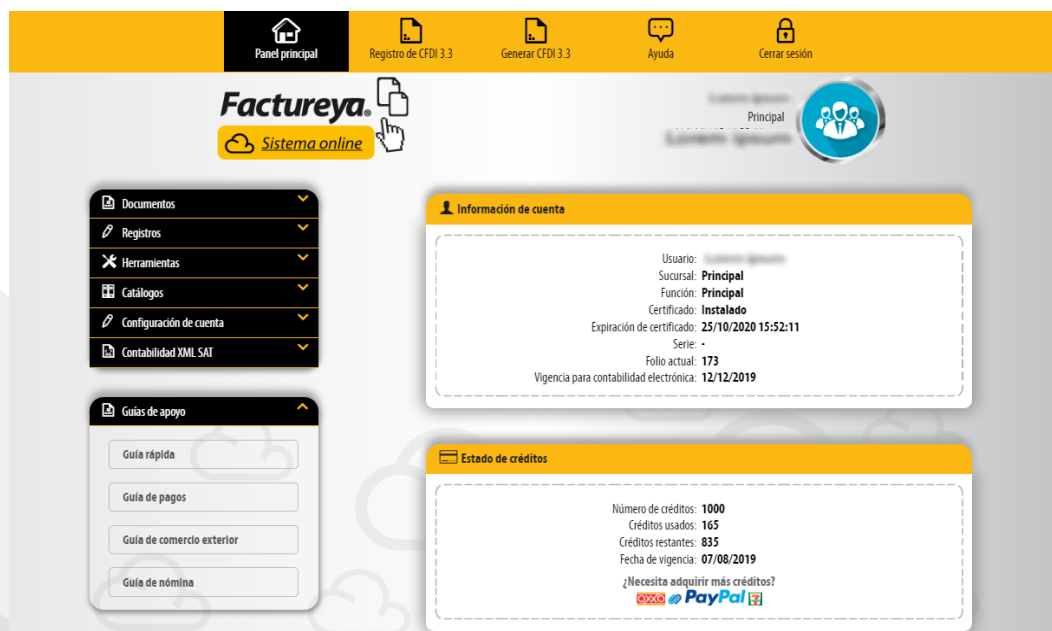 Panel principal
Registro de CFDI 3.3
Generar CFDI 3.3
Ayuda
Cerrar sesión
Factureya.
Sistema online
Principal
Documentos
Registros
Herramientas
Catálogos
Configuración de cuenta
Contabilidad XML SAT
Guías de apoyo
Guía rápida
Guía de pagos
Guía de comercio exterior
Guía de nómina
Información de cuenta
Usuario:
Sucursal: Principal
Función: Principal
Certificado: Instalado
Expiración de certificado: 25/10/2020 15:52:11
Serie: -
Folio actual: 173
Vigencia para contabilidad electrónica: 12/12/2019
Estado de créditos
Número de créditos: 1000
Créditos usados: 165
Créditos restantes: 835
Fecha de vigencia: 07/08/2019
¿Necesita adquirir más créditos?
OXXO PayPal 7